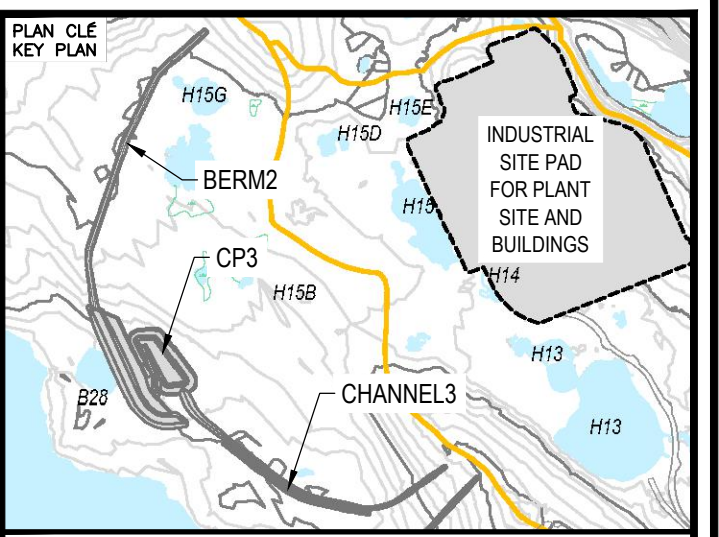 PLAN CLÉ
KEY PLAN
H15G
H15E
H15D
INDUSTRIAL
SITE PAD
FOR PLANT
SITE AND
BUILDINGS
BERM2
H15
CP3
H14
H15B
H13
B28
CHANNEL3
H13